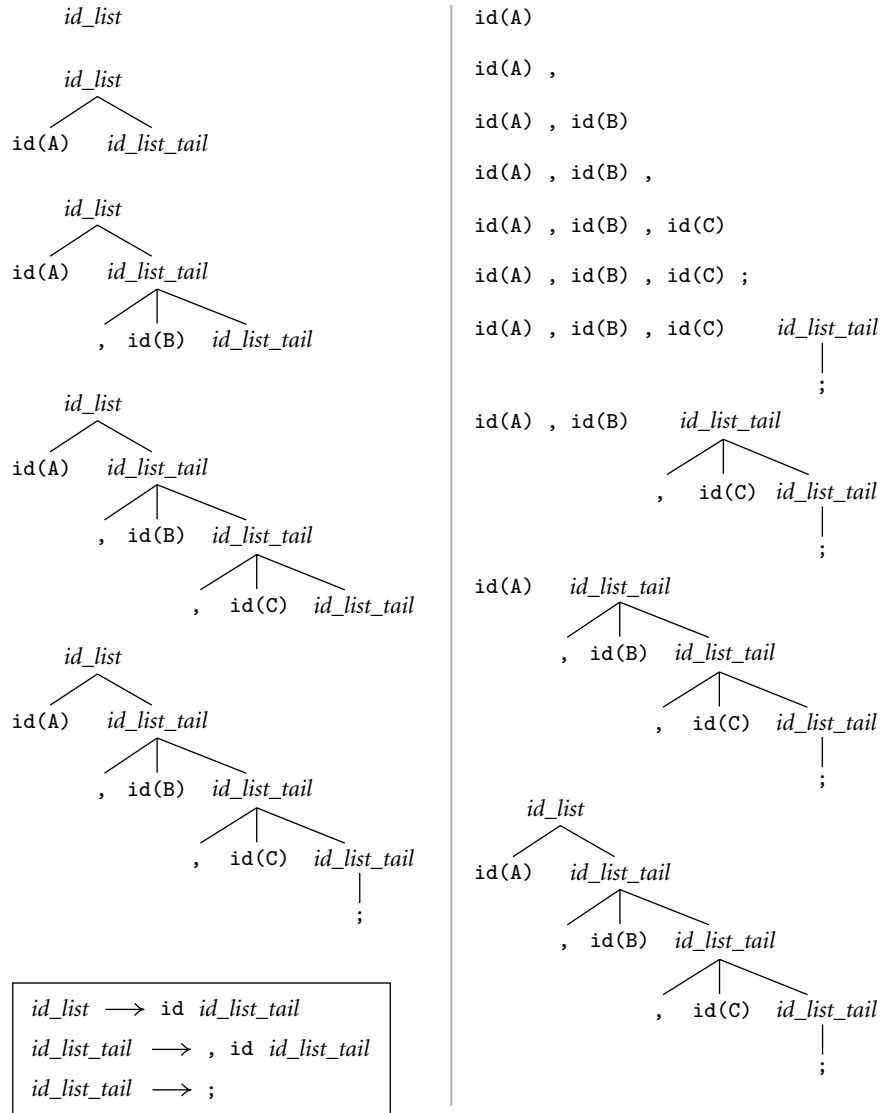 id_list
id_list
id(A) id_list_tail
id_list
id(A) id_list_tail
, id(B) id_list_tail
id_list
id(A) id_list_tail
, id(B) id_list_tail
, id(C) id_list_tail
id_list
id(A) id_list_tail
, id(B) id_list_tail
, id(C) id_list_tail
;
id_list ⟶ id id_list_tail
id_list_tail ⟶ , id id_list_tail
id_list_tail ⟶ ;
id(A)
id(A) ,
id(A) , id(B)
id(A) , id(B) ,
id(A) , id(B) , id(C)
id(A) , id(B) , id(C) ;
id(A) , id(B) , id(C) id_list_tail
;
id(A) , id(B) id_list_tail
, id(C) id_list_tail
;
id(A) id_list_tail
, id(B) id_list_tail
, id(C) id_list_tail
;
id_list
id(A) id_list_tail
, id(B) id_list_tail
, id(C) id_list_tail
;